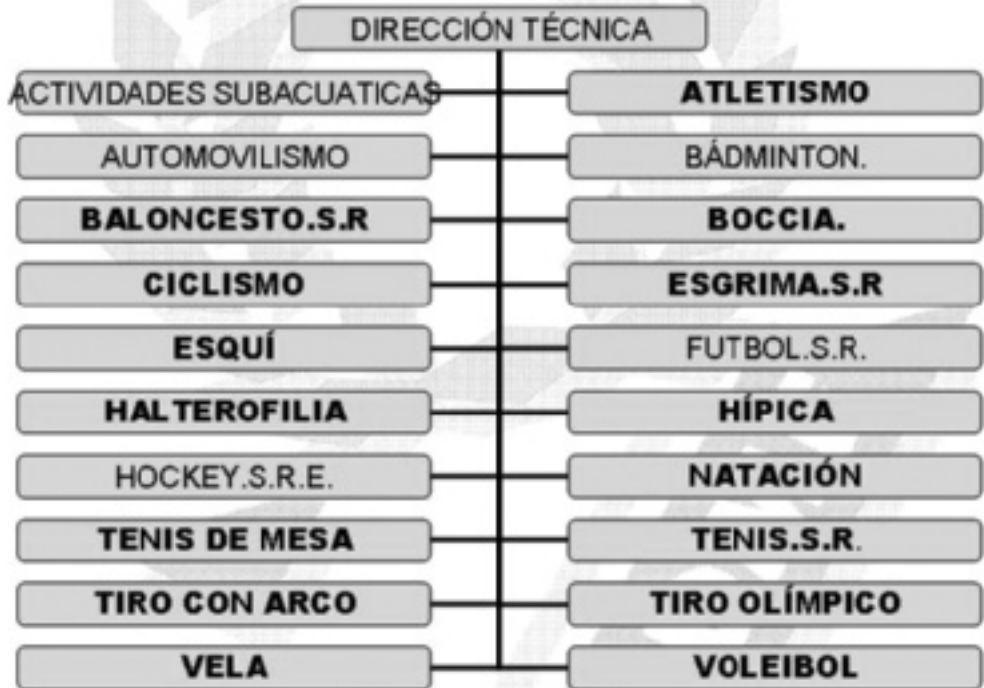 DIRECCIÓN TÉCNICA
ACTIVIDADES SUBACUATICAS
ATLETISMO
AUTOMOVILISMO
BÁDMINTON.
BALONCESTO.S.R
BOCCIA.
CICLISMO
ESGRIMA.S.R
ESQUÍ
FUTBOL.S.R.
HALTEROFILIA
HÍPICA
HOCKEY.S.R.E.
NATACIÓN
TENIS DE MESA
TENIS.S.R.
TIRO CON ARCO
TIRO OLÍMPICO
VELA
VOLEIBOL